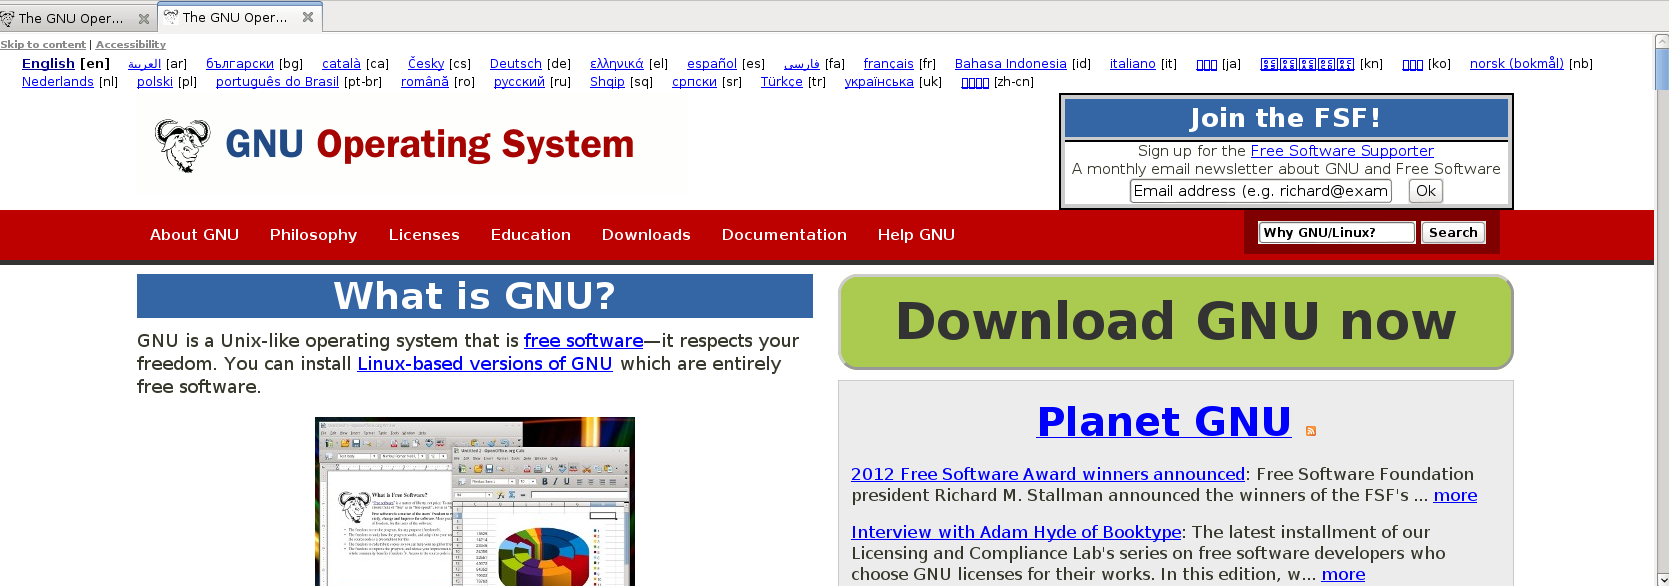 The GNU Oper...
The GNU Oper...
Skip to content | Accessibility
English [en] العربية [ar] български [bg] català [ca] Česky [cs] Deutsch [de] ελληνικά [el] español [es] فارسی [fa] français [fr] Bahasa Indonesia [id] italiano [it] [ja] [kn] [ko] norsk (bokmål) [nb]
Nederlands [nl] polski [pl] português do Brasil [pt-br] română [ro] русский [ru] Shqip [sq] српски [sr] Türkçe [tr] українська [uk] [zh-cn]
GNU Operating System
Join the FSF!
Sign up for the Free Software Supporter
A monthly email newsletter about GNU and Free Software
Email address (e.g. richard@exam Ok
About GNU Philosophy Licenses Education Downloads Documentation Help GNU
Why GNU/Linux? Search
What is GNU?
GNU is a Unix-like operating system that is free software—it respects your
freedom. You can install Linux-based versions of GNU which are entirely
free software.
What is Free Software?
Download GNU now
Planet GNU
2012 Free Software Award winners announced: Free Software Foundation
president Richard M. Stallman announced the winners of the FSF's ... more
Interview with Adam Hyde of Booktype: The latest installment of our
Licensing and Compliance Lab's series on free software developers who
choose GNU licenses for their works. In this edition, w... more